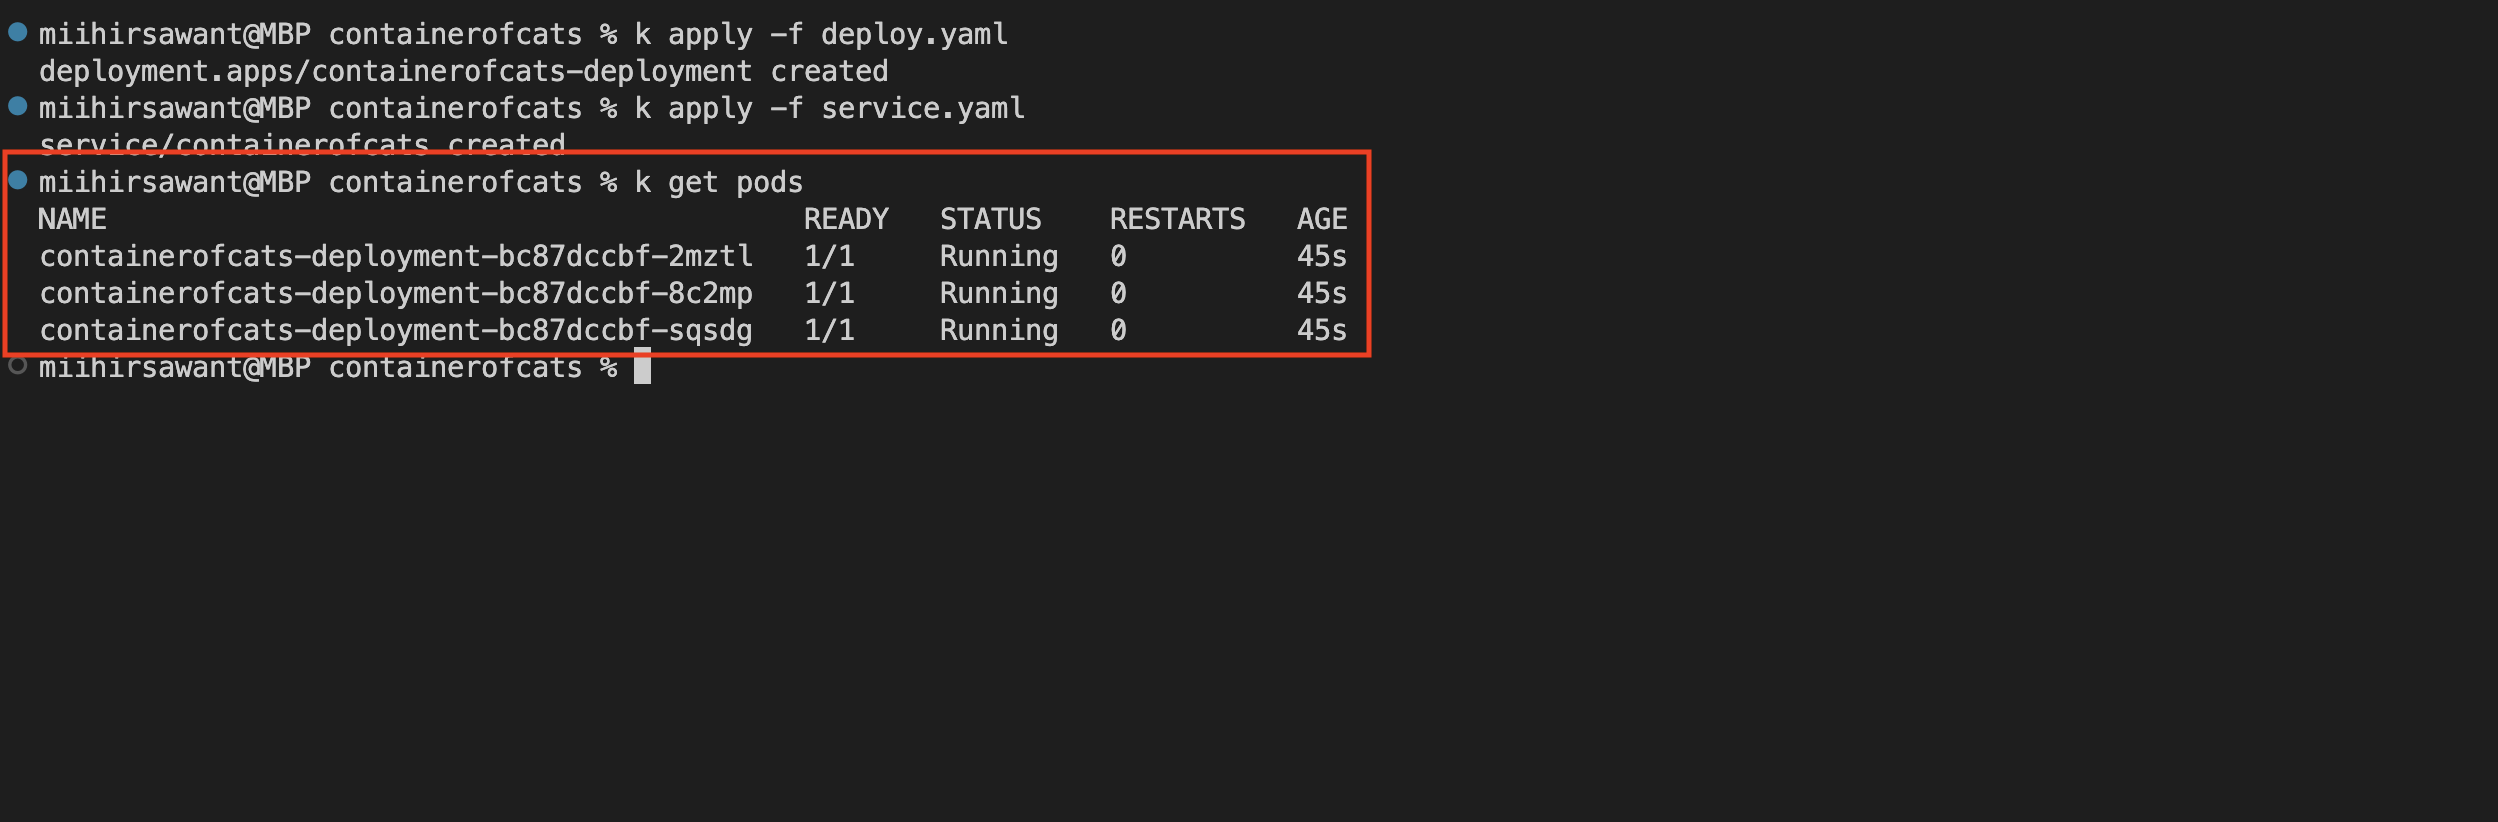 miihirsawant@MBP containerofcats % k apply -f deploy.yaml
deployment.apps/containerofcats-deployment created
miihirsawant@MBP containerofcats % k apply -f service.yaml
service/containerofcats created
miihirsawant@MBP containerofcats % k get pods
NAME READY STATUS RESTARTS AGE
containerofcats-deployment-bc87dccbf-2mztl 1/1 Running 0 45s
containerofcats-deployment-bc87dccbf-8c2mp 1/1 Running 0 45s
containerofcats-deployment-bc87dccbf-sqsdg 1/1 Running 0 45s
miihirsawant@MBP containerofcats %